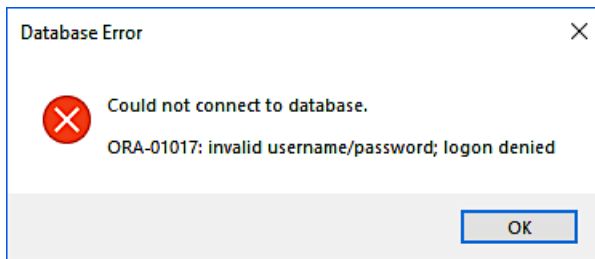 Database Error
Could not connect to database.
ORA-01017: invalid username/password; logon denied
OK